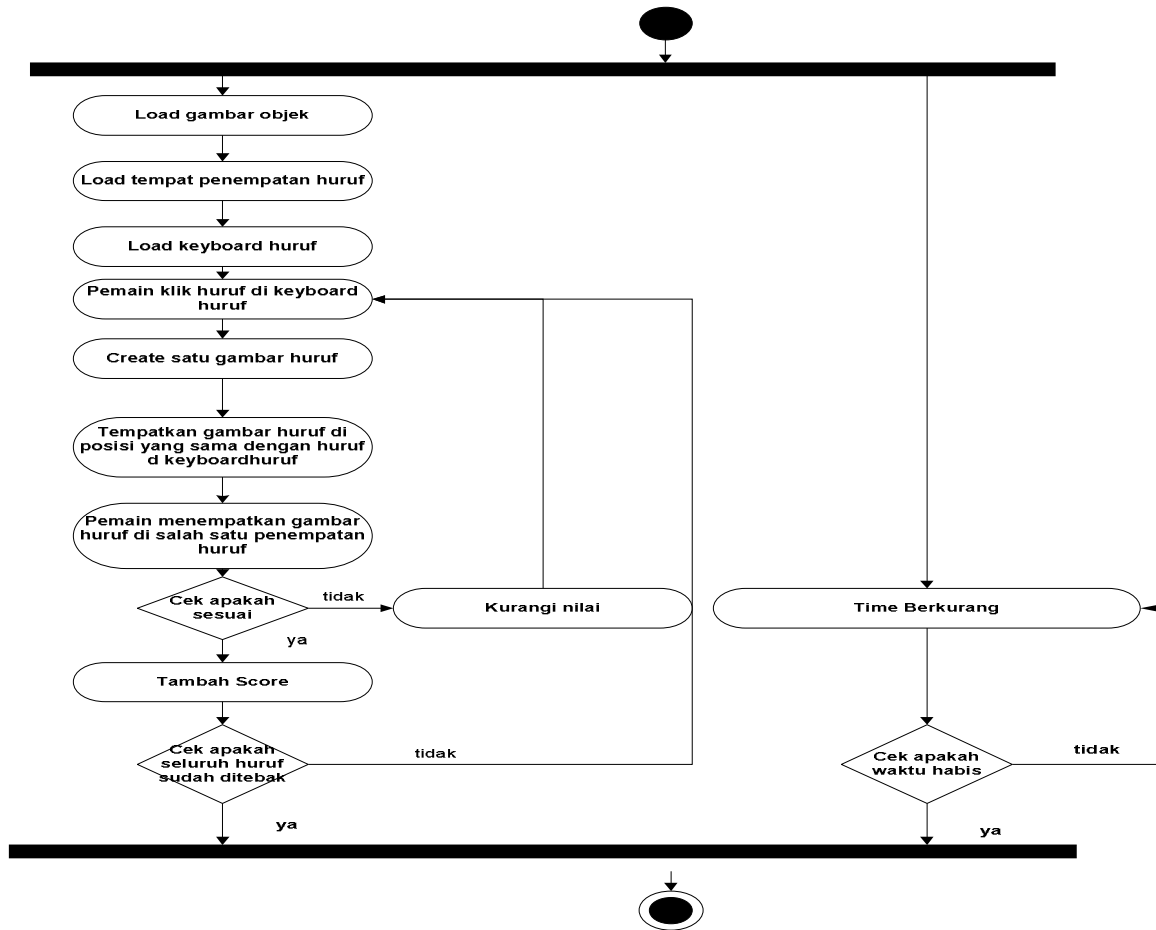 Load gambar objek
Load tempat penempatan huruf
Load keyboard huruf
Pemain klik huruf di keyboard
huruf
Create satu gambar huruf
Tempatkan gambar huruf di
posisi yang sama dengan huruf
d keyboardhuruf
Pemain menempatkan gambar
huruf di salah satu penempatan
huruf
Cek apakah
sesuai
tidak
Kurangi nilai
ya
Tambah Score
Cek apakah
seluruh huruf
sudah ditebak
tidak
ya
Time Berkurang
Cek apakah
waktu habis
tidak
ya